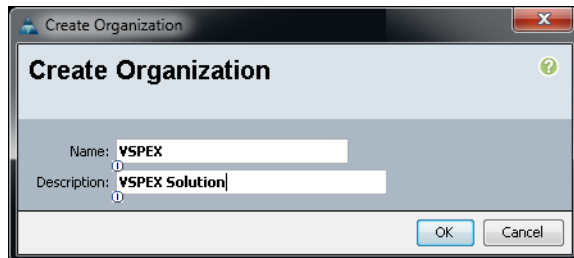 Create Organization
Create Organization
Name: VSPEX
Description: VSPEX Solution
OK Cancel